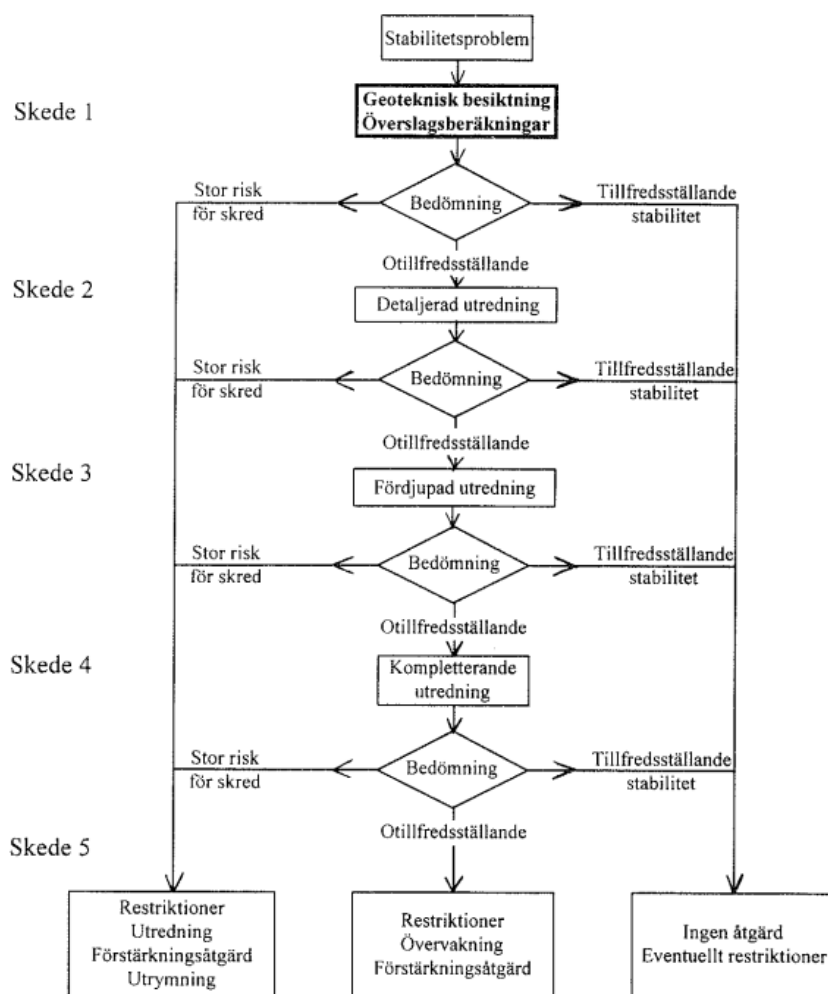 Stabilitetsproblem
Skede 1
Geoteknisk besiktning
Överslagsberäkningar
Stor risk
för skred
Bedömning
Tillfredsställande
stabilitet
Otillfredsställande
Skede 2
Detaljerad utredning
Stor risk
för skred
Bedömning
Tillfredsställande
stabilitet
Otillfredsställande
Skede 3
Fördjupad utredning
Stor risk
för skred
Bedömning
Tillfredsställande
stabilitet
Otillfredsställande
Skede 4
Kompletterande
utredning
Stor risk
för skred
Bedömning
Tillfredsställande
stabilitet
Otillfredsställande
Skede 5
Restriktioner
Utredning
Förstärkningsåtgärd
Utrymning
Restriktioner
Övervakning
Förstärkningsåtgärd
Ingen åtgärd
Eventuellt restriktioner